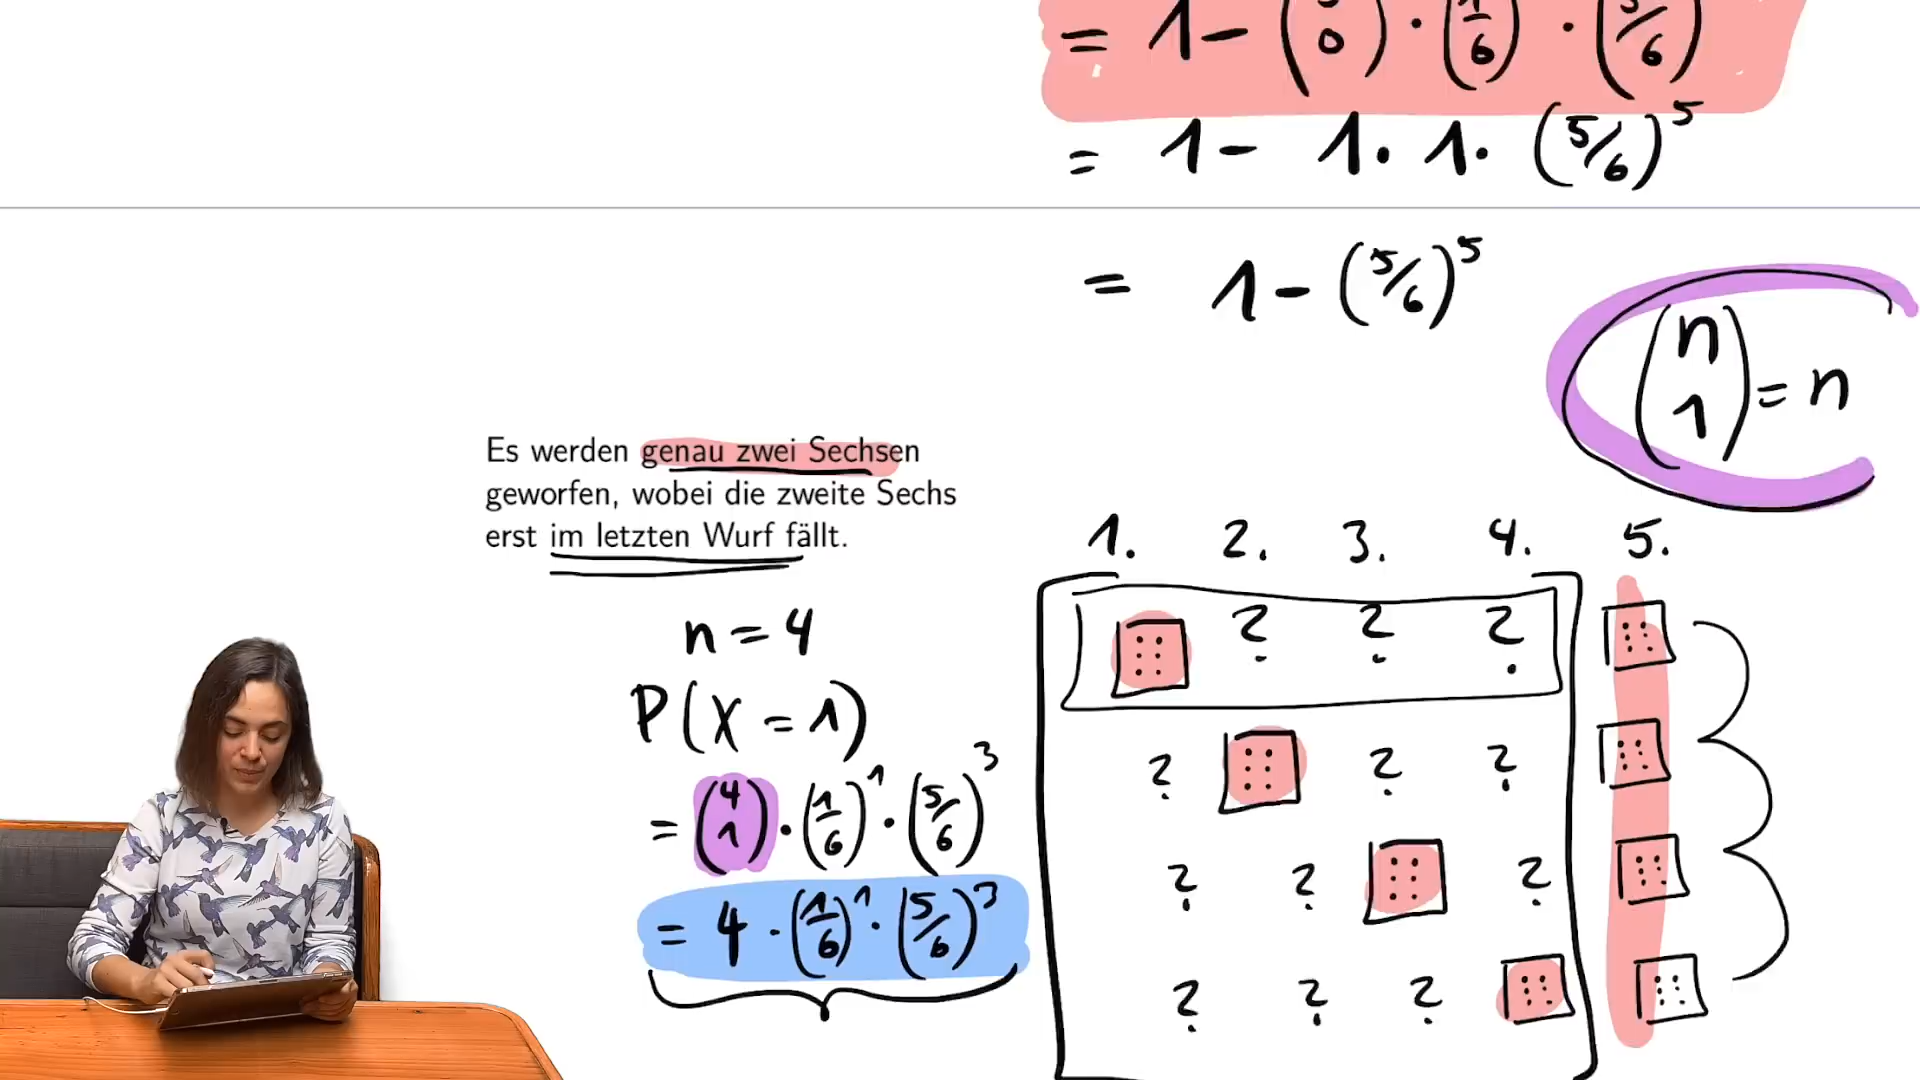 = 1 - (5 0) · (1/6) · (5/6)
= 1 - 1 · 1 · (5/6)^5
= 1 - (5/6)^5
(n 1) = n
Es werden genau zwei Sechsen
geworfen, wobei die zweite Sechs
erst im letzten Wurf fällt.
n = 4
P(X = 1)
= (4 1) · (1/6)^1 · (5/6)^3
= 4 · (1/6)^1 · (5/6)^3
1. 2. 3. 4. 5.
? ? ?
? ? ?
? ? ?
? ? ?